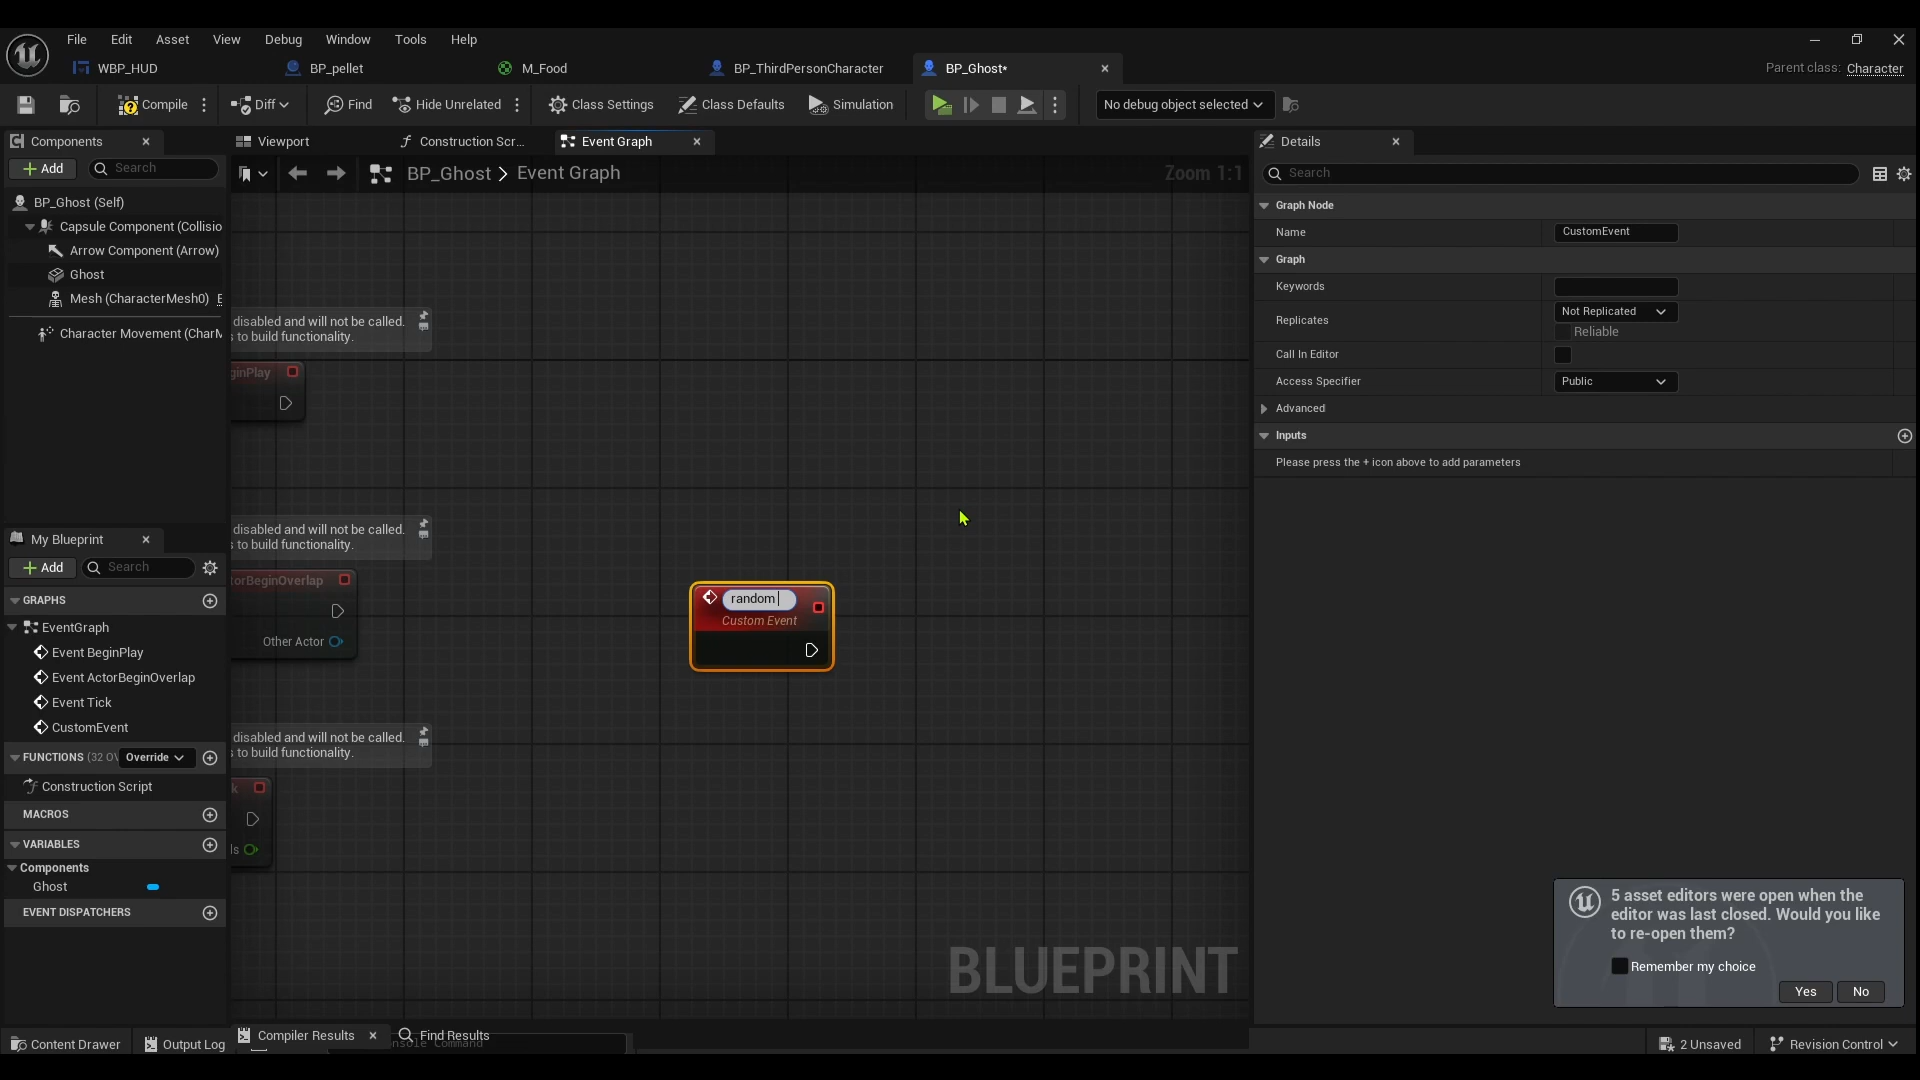 File Edit Asset View Debug Window Tools Help
WBP_HUD BP_pellet M_Food BP_ThirdPersonCharacter BP_Ghost*
Parent class: Character
Compile Diff Find Hide Unrelated Class Settings Class Defaults Simulation No debug object selected
Components
Add Search
BP_Ghost (Self)
Capsule Component (Collisio
Arrow Component (Arrow)
Ghost
Mesh (CharacterMesh0) E
Character Movement (CharM
Viewport Construction Scr... Event Graph
BP_Ghost > Event Graph
Zoom 1:1
disabled and will not be called.
s to build functionality.
ginPlay
disabled and will not be called.
s to build functionality.
torBeginOverlap
Other Actor
random
Custom Event
disabled and will not be called.
s to build functionality.
k
ls
BLUEPRINT
My Blueprint
Add Search
GRAPHS
EventGraph
Event BeginPlay
Event ActorBeginOverlap
Event Tick
CustomEvent
FUNCTIONS (32 OV Override
Construction Script
MACROS
VARIABLES
Components
Ghost
EVENT DISPATCHERS
Details
Search
Graph Node
Name CustomEvent
Graph
Keywords
Replicates Not Replicated
Reliable
Call In Editor
Access Specifier Public
Advanced
Inputs
Please press the + icon above to add parameters
5 asset editors were open when the
editor was last closed. Would you like
to re-open them?
Remember my choice
Yes No
Compiler Results Find Results
Content Drawer Output Log nsole Command
2 Unsaved Revision Control